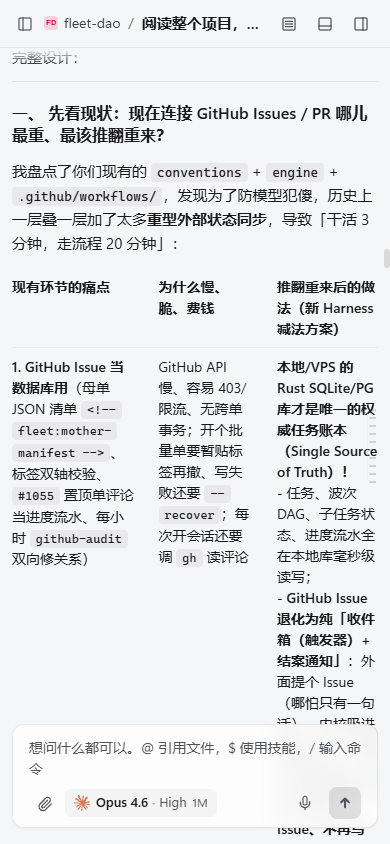 FD fleet-dao / 阅读整个项目，...
完整设计：
一、 先看现状：现在连接 GitHub Issues / PR 哪儿
最重、最该推翻重来?
我盘点了你们现有的 conventions + engine +
.github/workflows/ ，发现为了防模型犯傻，历史上
一层叠一层加了太多重型外部状态同步，导致「干活 3
分钟，走流程 20 分钟」：
现有环节的痛点
为什么慢、
脆、费钱
推翻重来后的做
法（新 Harness
减法方案）
1. GitHub Issue 当
数据库用（母单
JSON 清单 <!--
fleet:mother-
manifest --> 、
标签双轴校验、
#1055 置顶单评论
当进度流水、每小
时 github-audit
双向修关系）
GitHub API
慢、容易 403/
限流、无跨单
事务；开个批
量单要暂贴标
签再撤、写失
败还要 --
recover ；每
次开会话还要
调 gh 读评论
本地/VPS 的
Rust SQLite/PG
库才是唯一的权
威任务账本
（Single Source
of Truth）！
- 任务、波次
DAG、子任务状
态、进度流水全
在本地库毫秒级
读写；
- GitHub Issue
退化为纯「收件
箱（触发器）+
结案通知」：外
面提个 Issue
（哪怕只有一句
想问什么都可以。@ 引用文件，$ 使用技能，/ 输入命
令
Opus 4.6 · High 1M